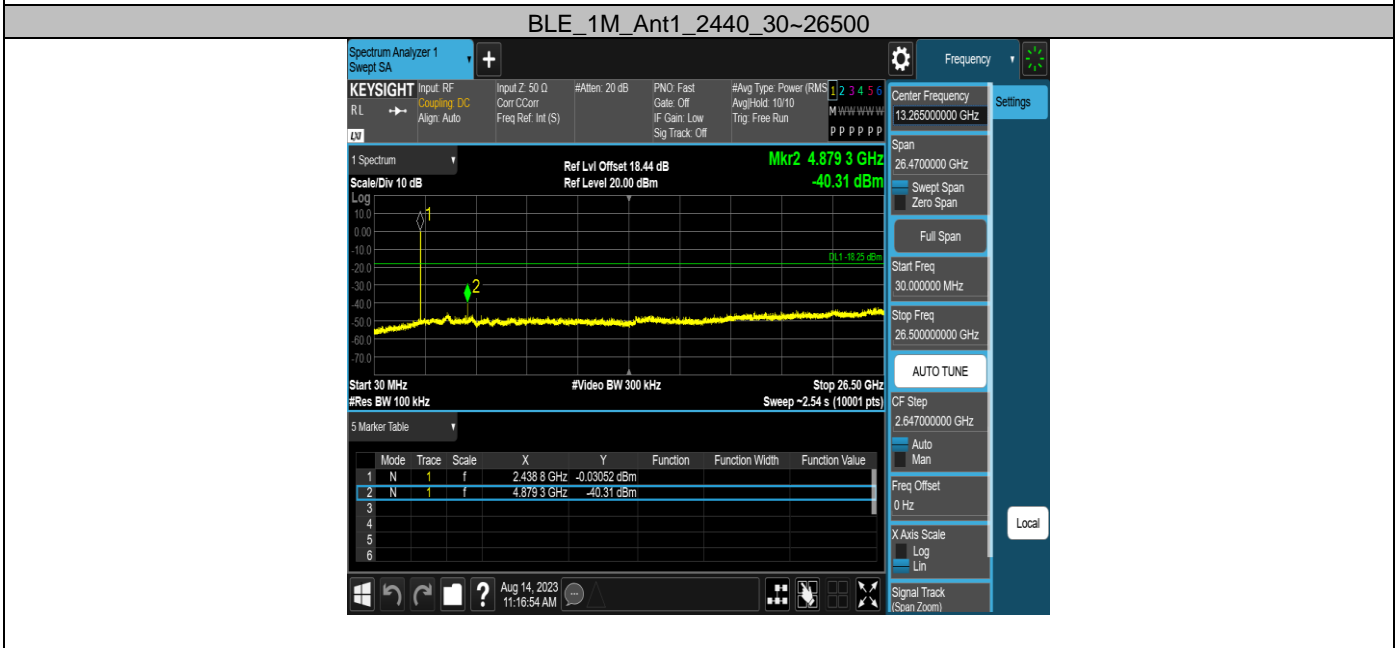 BLE_1M_Ant1_2440_30~26500
Spectrum Analyzer 1
Swept SA
+
Frequency
KEYSIGHT
RL
LXI
Input: RF
Coupling: DC
Align: Auto
Input Z: 50 Ω
Corr CCorr
Freq Ref: Int (S)
#Atten: 20 dB
PNO: Fast
Gate: Off
IF Gain: Low
Sig Track: Off
#Avg Type: Power (RMS
Avg|Hold: 10/10
Trig: Free Run
1 2 3 4 5 6
M W W W W W
P P P P P P
1 Spectrum
Scale/Div 10 dB
Ref Lvl Offset 18.44 dB
Ref Level 20.00 dBm
Mkr2 4.879 3 GHz
-40.31 dBm
Log
10.0
0.00
-10.0
-20.0
-30.0
-40.0
-50.0
-60.0
-70.0
1
2
DL1 -18.25 dBm
Start 30 MHz
#Video BW 300 kHz
Stop 26.50 GHz
#Res BW 100 kHz
Sweep ~2.54 s (10001 pts)
5 Marker Table
Mode Trace Scale X Y Function Function Width Function Value
1 N 1 f 2.438 8 GHz -0.03052 dBm
2 N 1 f 4.879 3 GHz -40.31 dBm
3
4
5
6
Center Frequency
13.265000000 GHz
Settings
Span
26.4700000 GHz
Swept Span
Zero Span
Full Span
Start Freq
30.000000 MHz
Stop Freq
26.500000000 GHz
AUTO TUNE
CF Step
2.647000000 GHz
Auto
Man
Freq Offset
0 Hz
X Axis Scale
Log
Lin
Local
Signal Track
(Span Zoom)
?
Aug 14, 2023
11:16:54 AM